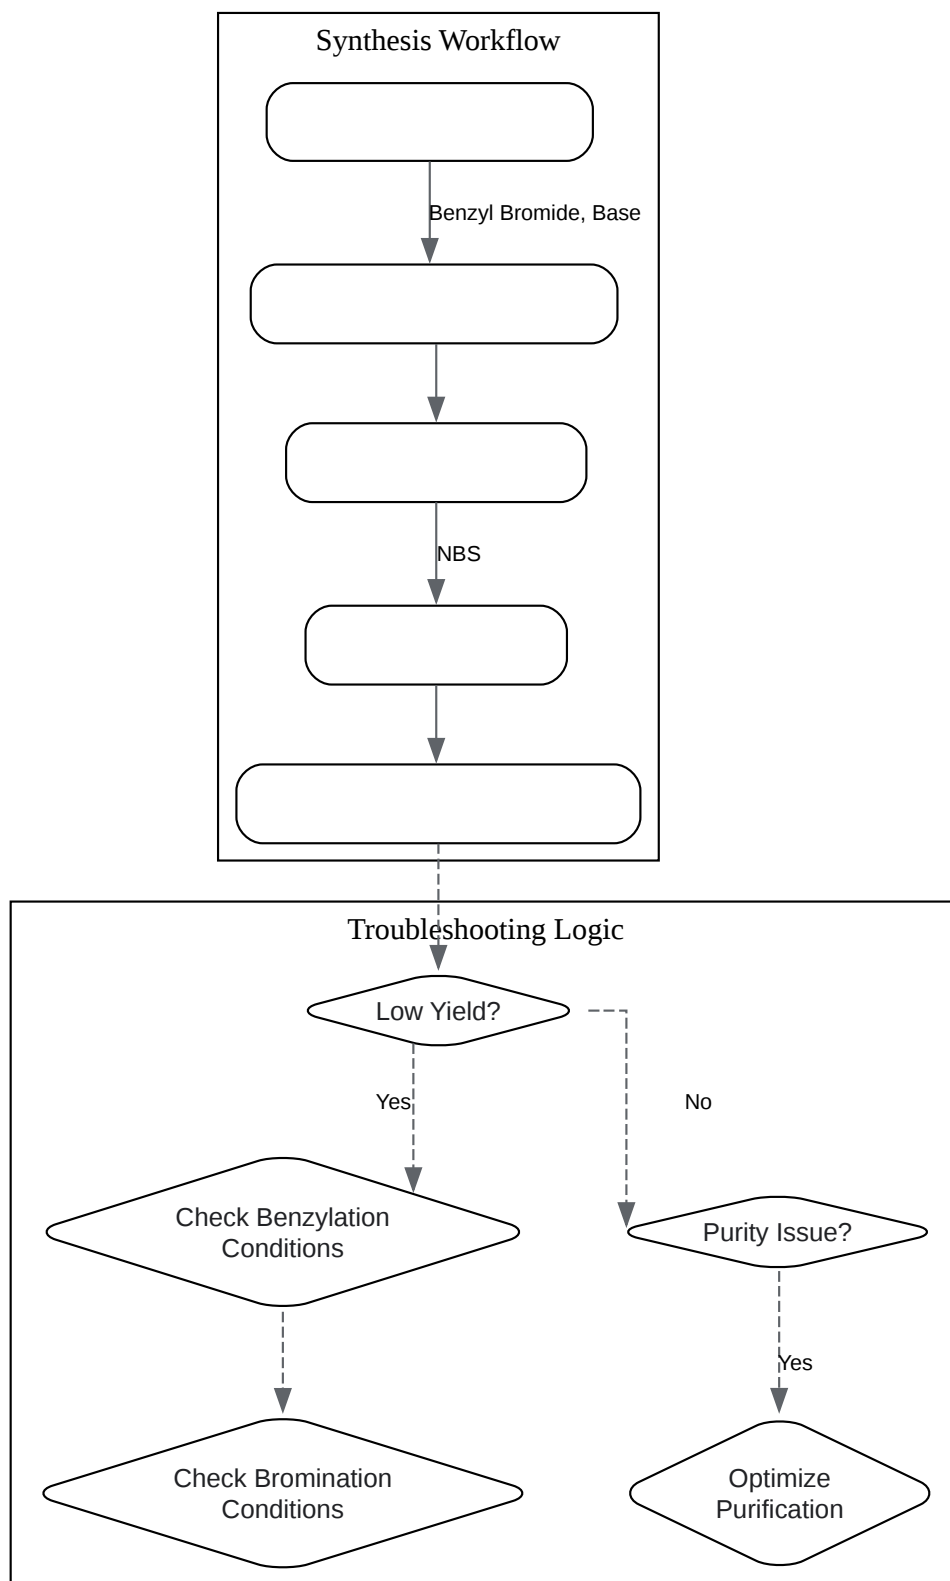 Synthesis Workflow
Benzyl Bromide, Base
NBS
Troubleshooting Logic
Low Yield?
Yes
No
Check Benzylation
Conditions
Purity Issue?
Yes
Check Bromination
Conditions
Optimize
Purification